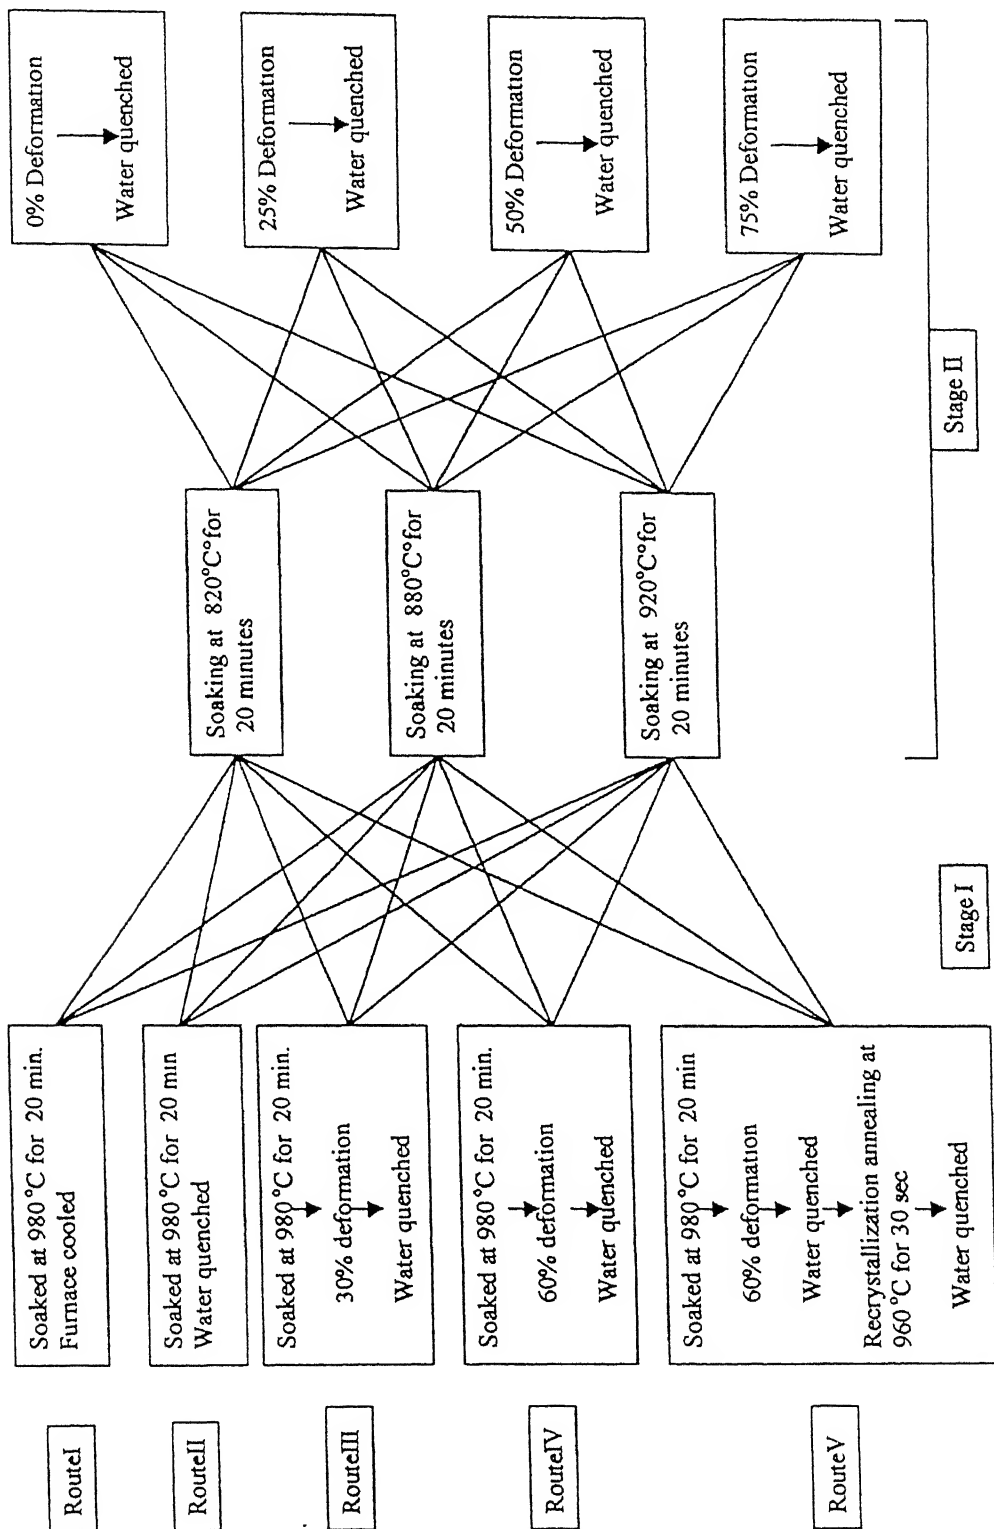 RouteI
Soaked at 980°C for 20 min.
Furnace cooled
RouteII
Soaked at 980°C for 20 min
Water quenched
RouteIII
Soaked at 980°C for 20 min.
30% deformation
Water quenched
RouteIV
Soaked at 980°C for 20 min.
60% deformation
Water quenched
RouteV
Soaked at 980°C for 20 min
60% deformation
Water quenched
Recrystallization annealing at
960°C for 30 sec
Water quenched
Stage I
Soaking at 820°C°for
20 minutes
Soaking at 880°C°for
20 minutes
Soaking at 920°C°for
20 minutes
0% Deformation
Water quenched
25% Deformation
Water quenched
50% Deformation
Water quenched
75% Deformation
Water quenched
Stage II